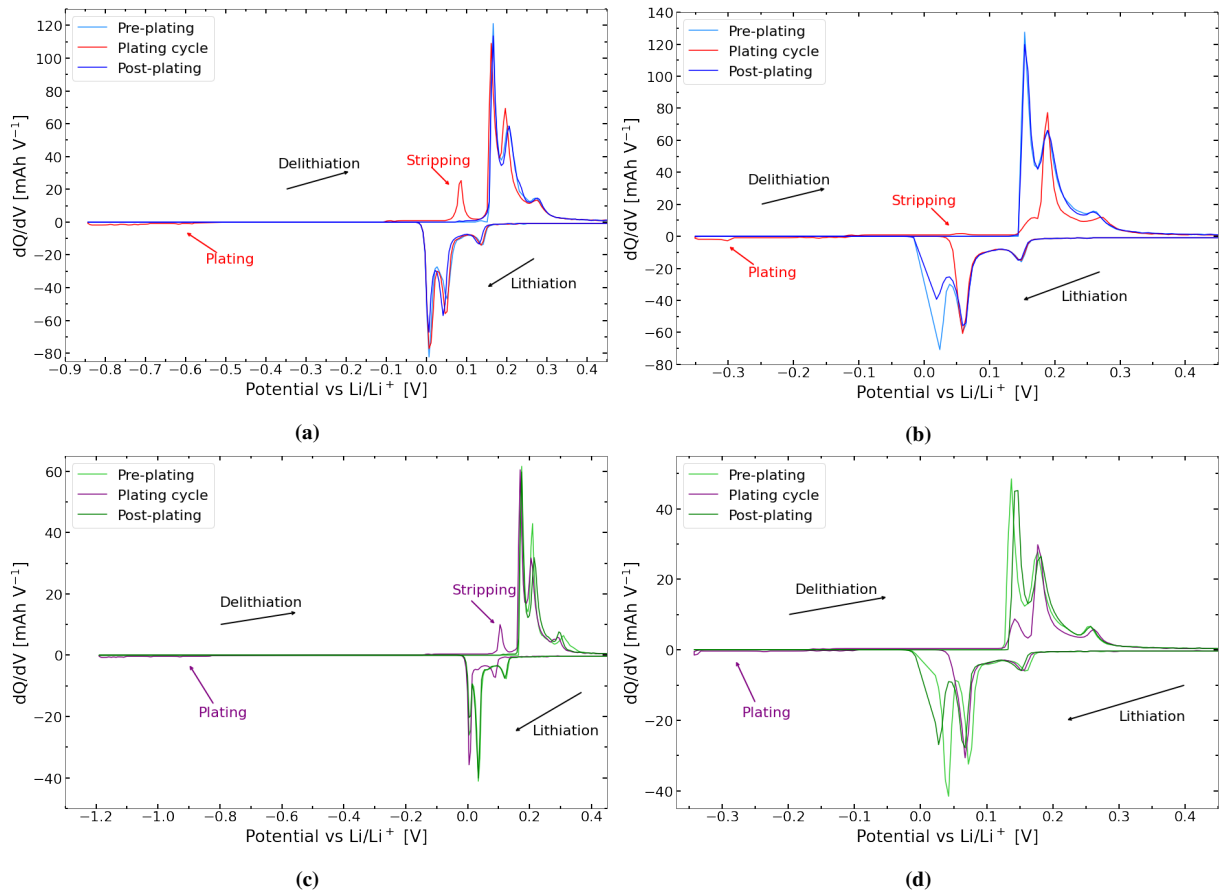 120
100
80
60
40
20
0
−20
−40
−60
−80
dQ/dV [mAh V⁻¹]
Pre-plating
Plating cycle
Post-plating
Delithiation
Stripping
Plating
Lithiation
−0.9 −0.8 −0.7 −0.6 −0.5 −0.4 −0.3 −0.2 −0.1 0.0 0.1 0.2 0.3 0.4
Potential vs Li/Li⁺ [V]
(a)
140
120
100
80
60
40
20
0
−20
−40
−60
−80
dQ/dV [mAh V⁻¹]
Pre-plating
Plating cycle
Post-plating
Delithiation
Stripping
Plating
Lithiation
−0.3 −0.2 −0.1 0.0 0.1 0.2 0.3 0.4
Potential vs Li/Li⁺ [V]
(b)
60
40
20
0
−20
−40
dQ/dV [mAh V⁻¹]
Pre-plating
Plating cycle
Post-plating
Delithiation
Stripping
Plating
Lithiation
−1.2 −1.0 −0.8 −0.6 −0.4 −0.2 0.0 0.2 0.4
Potential vs Li/Li⁺ [V]
(c)
40
20
0
−20
−40
dQ/dV [mAh V⁻¹]
Pre-plating
Plating cycle
Post-plating
Delithiation
Plating
Lithiation
−0.3 −0.2 −0.1 0.0 0.1 0.2 0.3 0.4
Potential vs Li/Li⁺ [V]
(d)